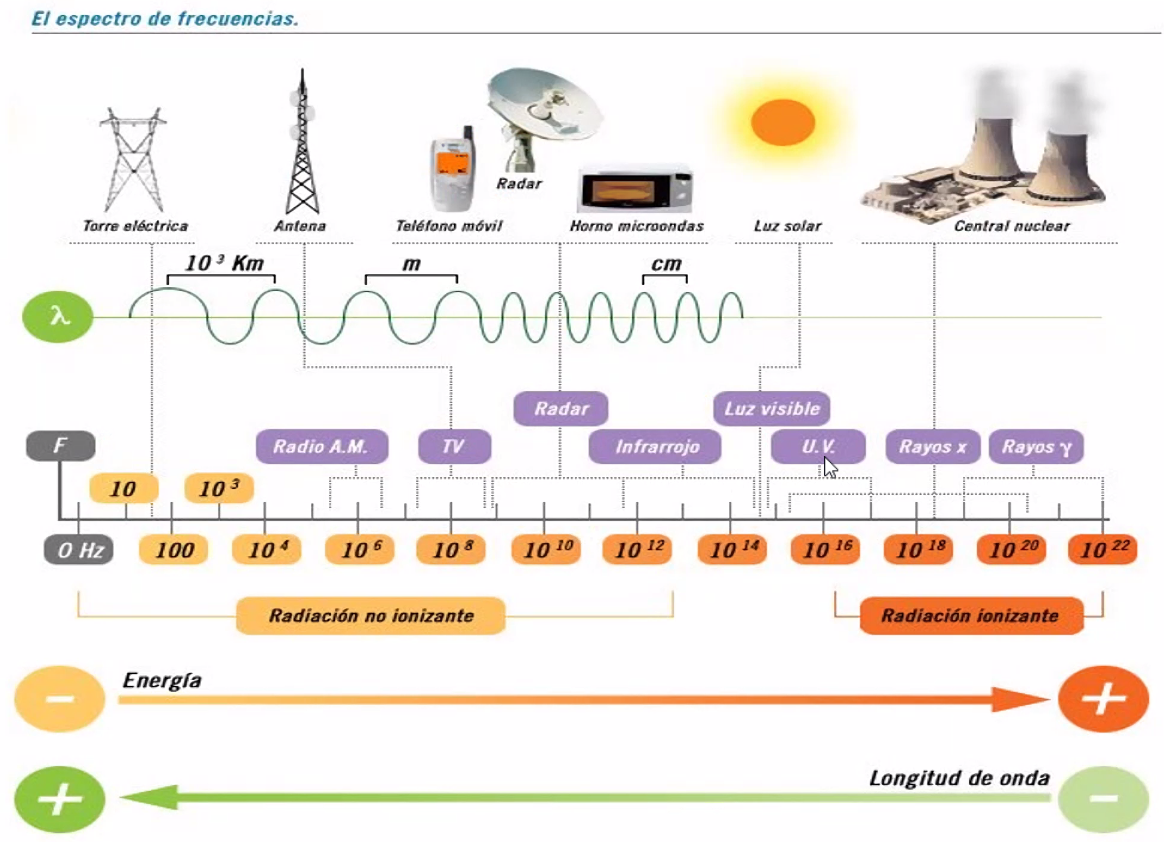 El espectro de frecuencias.
Radar
Torre eléctrica
Antena
Teléfono móvil
Horno microondas
Luz solar
Central nuclear
10 ³ Km
m
cm
λ
Radar
Luz visible
F
Radio A.M.
TV
Infrarrojo
U.V.
Rayos x
Rayos γ
10
10 ³
0 Hz
100
10 ⁴
10 ⁶
10 ⁸
10 ¹⁰
10 ¹²
10 ¹⁴
10 ¹⁶
10 ¹⁸
10 ²⁰
10 ²²
Radiación no ionizante
Radiación ionizante
Energía
−
+
Longitud de onda
+
−